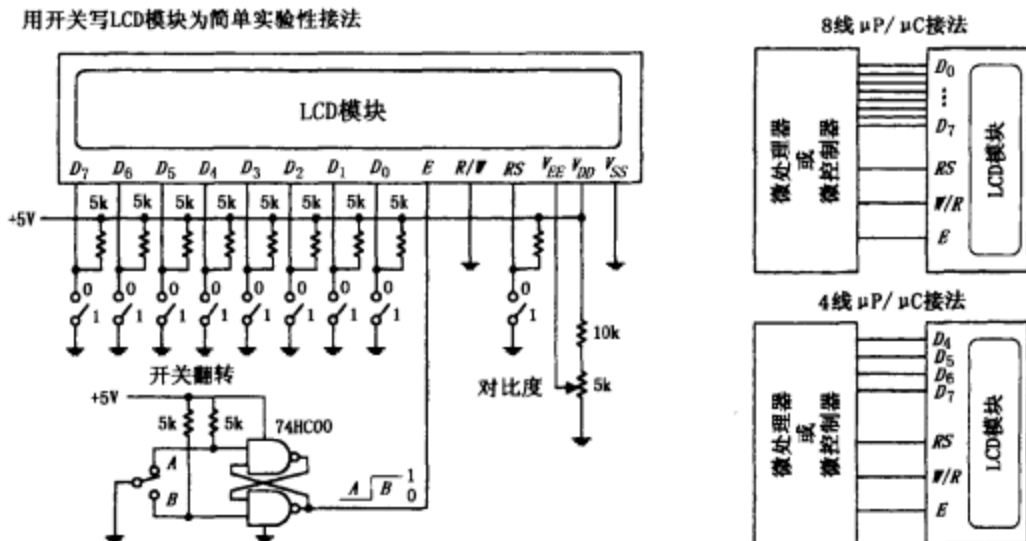 用开关写LCD模块为简单实验性接法
LCD模块
D7 D6 D5 D4 D3 D2 D1 D0 E R/W RS VEE VDD VSS
5k 5k 5k 5k 5k 5k 5k 5k
+5V
0 0 0 0 0 0 0 0 0
1 1 1 1 1 1 1 1 1
10k
对比度
5k
开关翻转
+5V
5k 5k
74HC00
A
B
A B 1
0
8线 μP/ μC接法
微处理器
或
微控制器
D0
⋮
D7
RS
W/R
E
LCD模块
4线 μP/ μC接法
微处理器
或
微控制器
D4
D5
D6
D7
RS
W/R
E
LCD模块